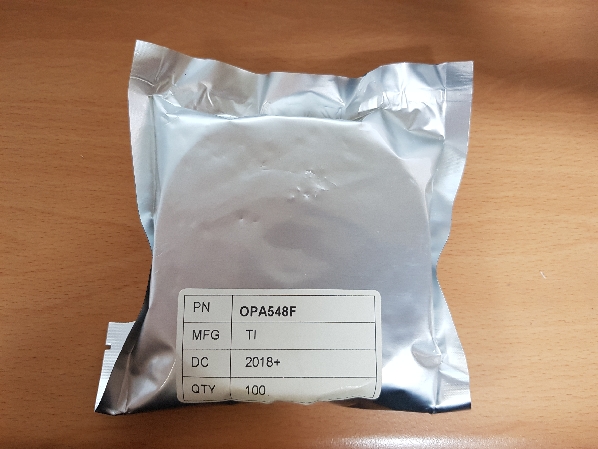 PN OPA548F
MFG TI
DC 2018+
QTY 100